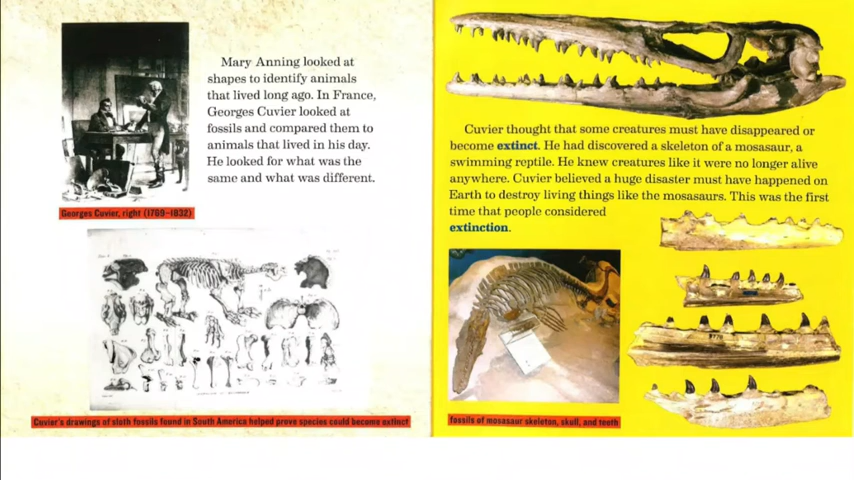 Mary Anning looked at
shapes to identify animals
that lived long ago. In France,
Georges Cuvier looked at
fossils and compared them to
animals that lived in his day.
He looked for what was the
same and what was different.
Georges Cuvier, right (1769–1832)
Cuvier's drawings of sloth fossils found in South America helped prove species could become extinct
Cuvier thought that some creatures must have disappeared or
become extinct. He had discovered a skeleton of a mosasaur, a
swimming reptile. He knew creatures like it were no longer alive
anywhere. Cuvier believed a huge disaster must have happened on
Earth to destroy living things like the mosasaurs. This was the first
time that people considered
extinction.
fossils of mosasaur skeleton, skull, and teeth